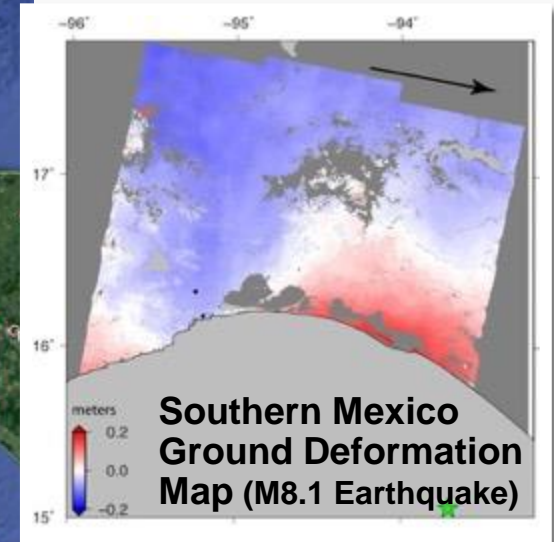 -96° -95° -94°
17°
16°
meters
0.2
0.0
-0.2
Southern Mexico
Ground Deformation
Map (M8.1 Earthquake)
15°